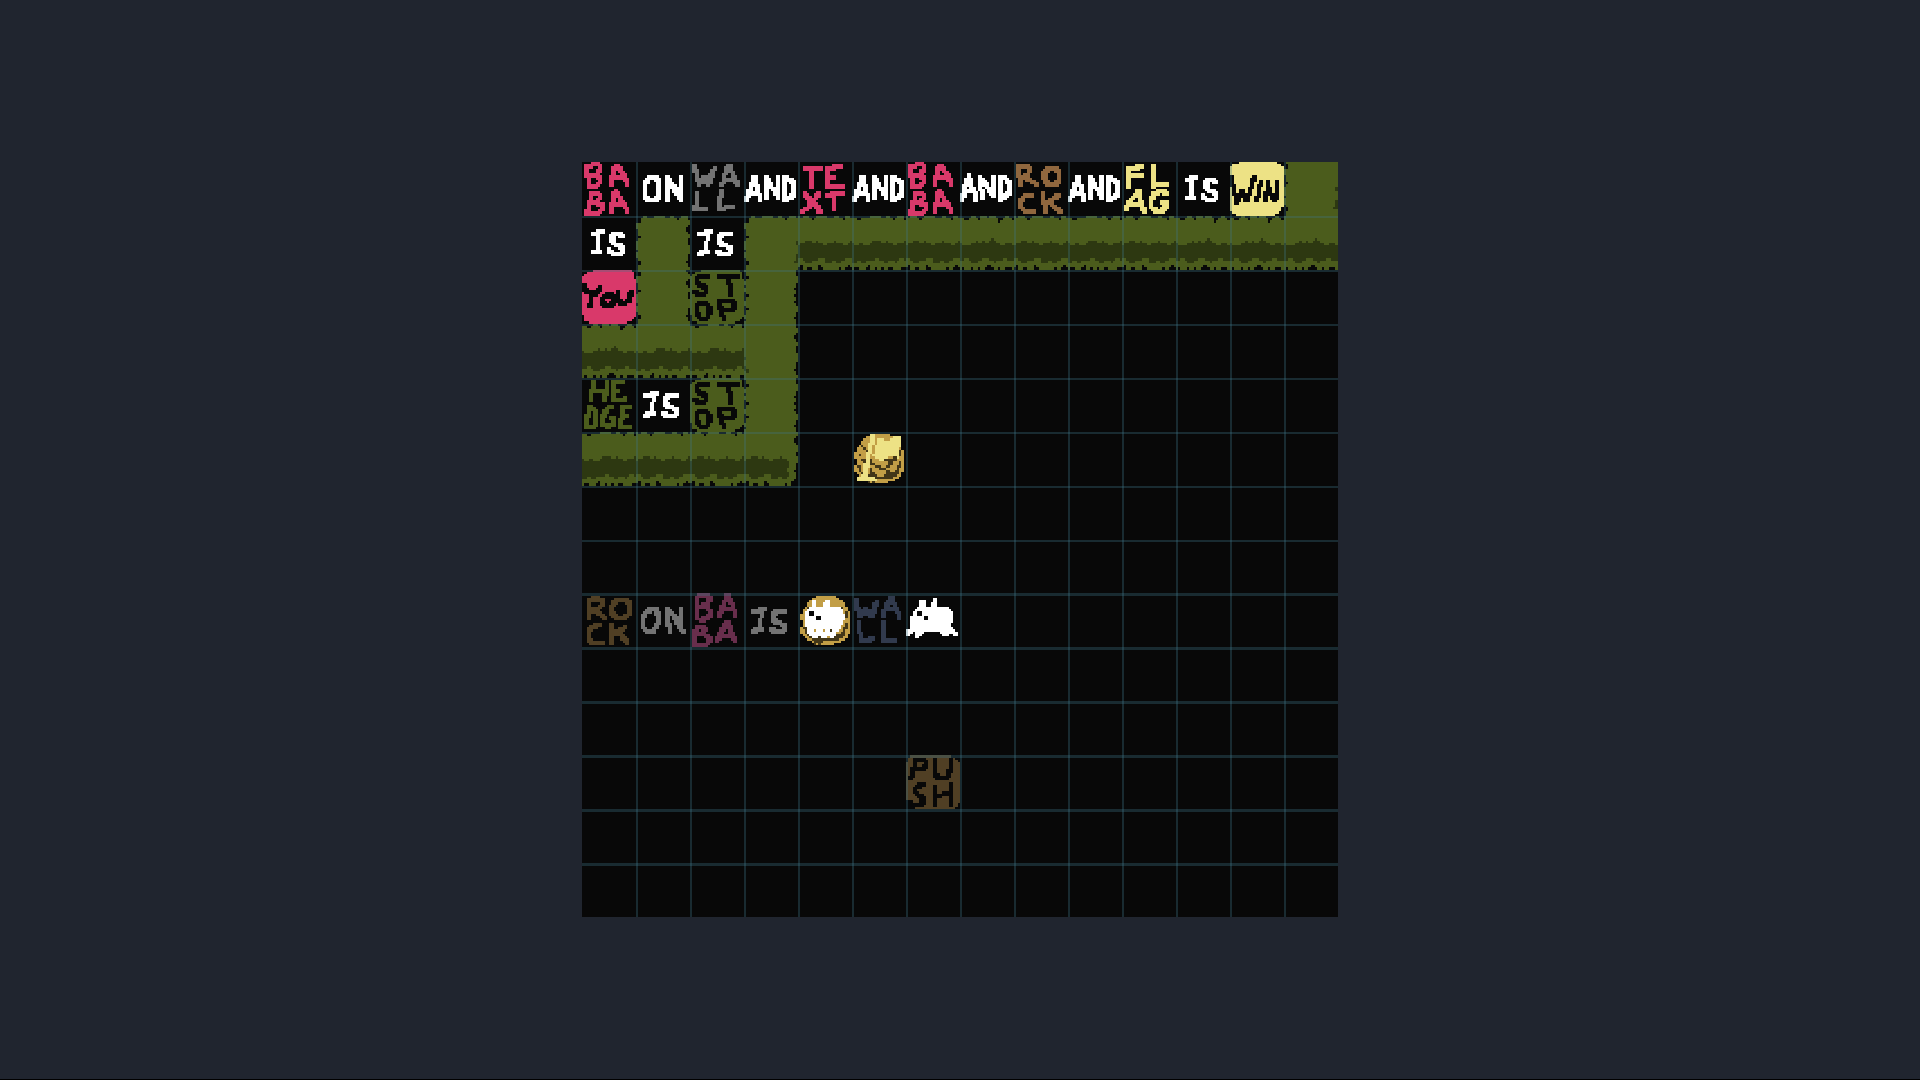 BABA ON WALL AND TEXT AND BABA AND ROCK AND FLAG IS WIN
IS IS
YOU STOP
HEDGE IS STOP
ROCK ON BABA IS WALL
PUSH